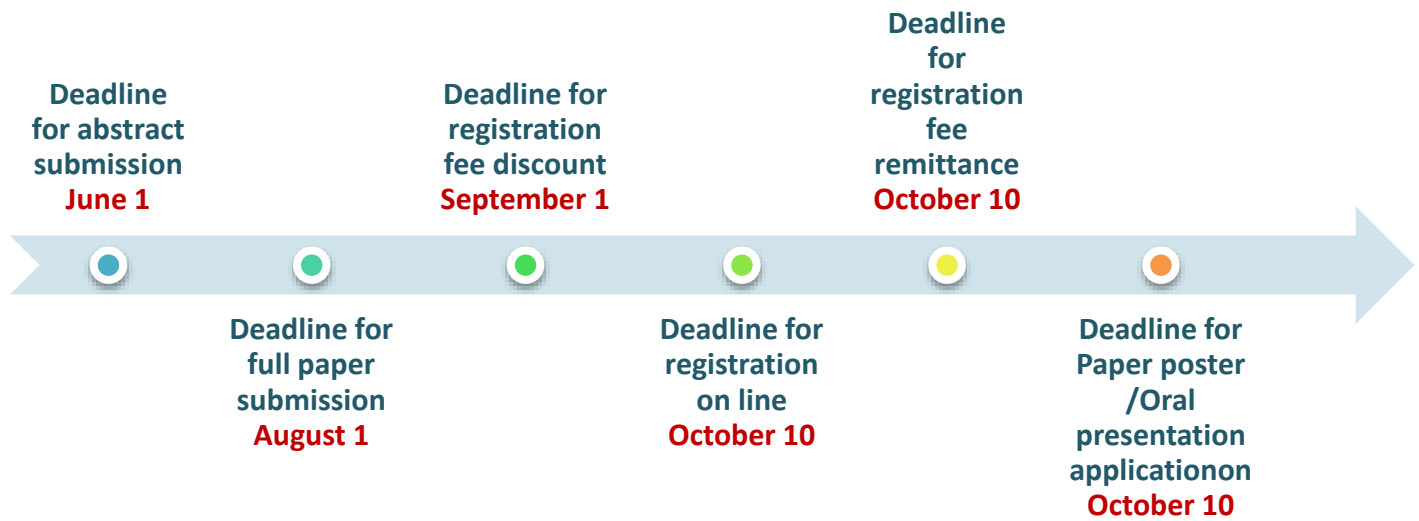 Deadline
for abstract
submission
June 1
Deadline for
full paper
submission
August 1
Deadline for
registration
fee discount
September 1
Deadline for
registration
on line
October 10
Deadline
for
registration
fee
remittance
October 10
Deadline for
Paper poster
/Oral
presentation
applicationon
October 10